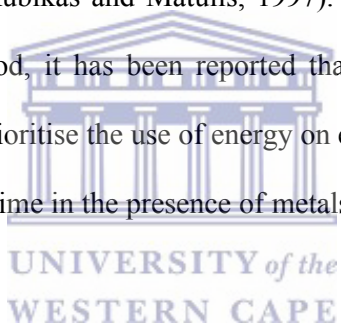 ubikas and Matulis, 1997).
od, it has been reported tha
ioritise the use of energy on
ime in the presence of metals
UNIVERSITY of the
WESTERN CAPE